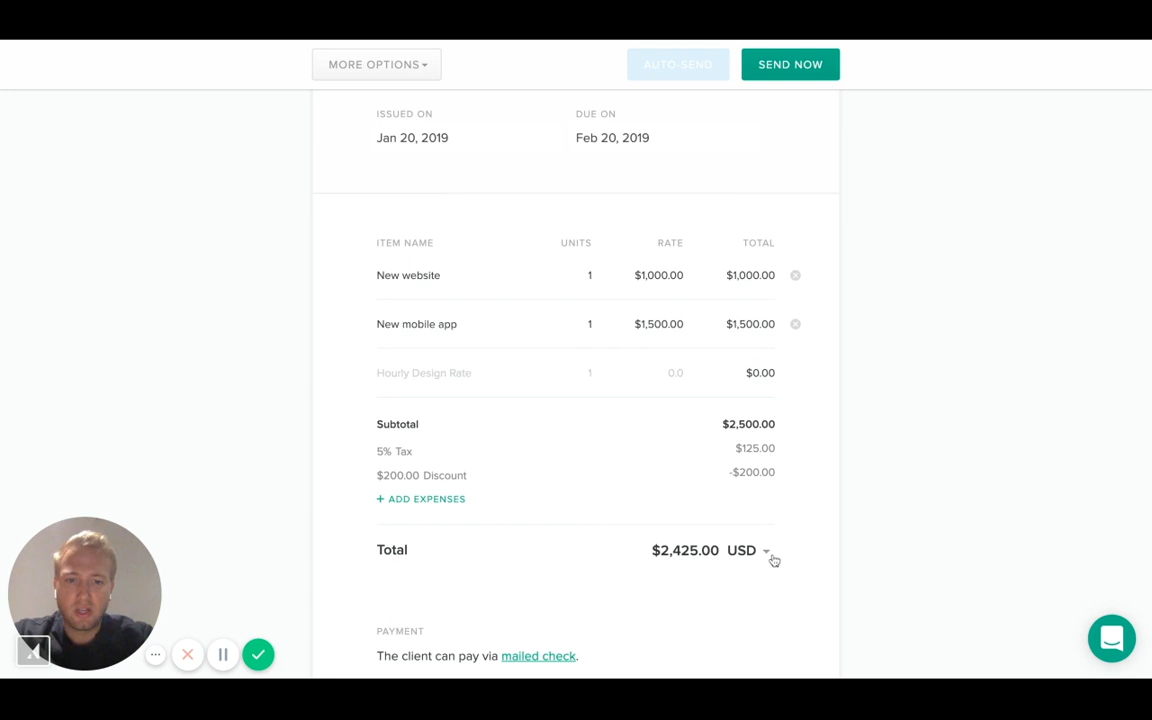 MORE OPTIONS
AUTO-SEND
SEND NOW
ISSUED ON DUE ON
Jan 20, 2019 Feb 20, 2019
ITEM NAME UNITS RATE TOTAL
New website 1 $1,000.00 $1,000.00
New mobile app 1 $1,500.00 $1,500.00
Hourly Design Rate 1 0.0 $0.00
Subtotal $2,500.00
5% Tax $125.00
$200.00 Discount -$200.00
+ ADD EXPENSES
Total $2,425.00 USD
PAYMENT
The client can pay via mailed check.